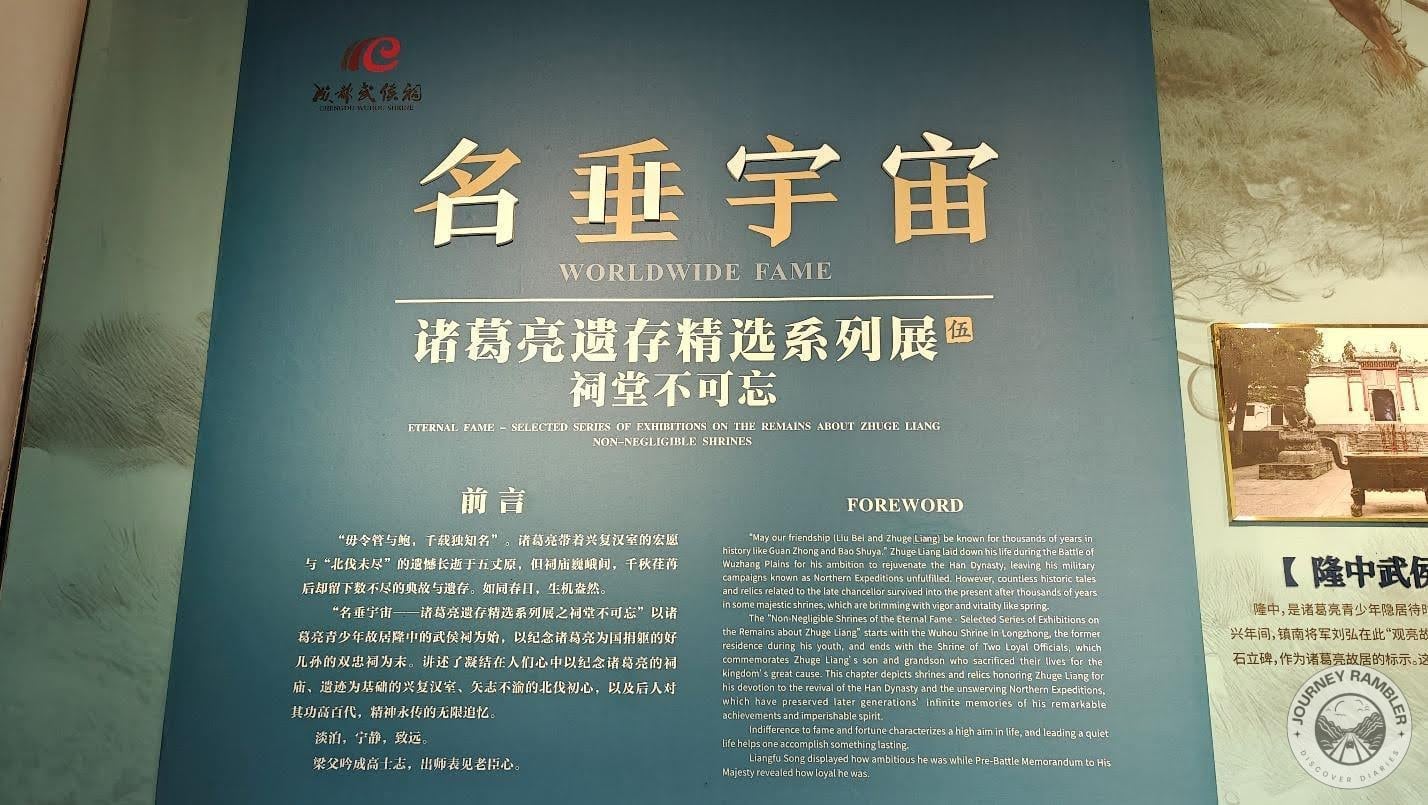 成都武侯祠
CHENGDU WUHOU SHRINE
名垂宇宙
WORLDWIDE FAME
诸葛亮遗存精选系列展 伍
祠堂不可忘
ETERNAL FAME – SELECTED SERIES OF EXHIBITIONS ON THE REMAINS ABOUT ZHUGE LIANG
NON-NEGLIGIBLE SHRINES
前言
“毋令管与鲍，千载独知名”。诸葛亮带着兴复汉室的宏愿
与“北伐未尽”的遗憾长逝于五丈原，但祠庙巍峨间，千秋荏苒
后却留下数不尽的典故与遗存。如同春日，生机盎然。
“名垂宇宙——诸葛亮遗存精选系列展之祠堂不可忘”以诸
葛亮青少年故居隆中的武侯祠为始，以纪念诸葛亮为国捐躯的好
儿孙的双忠祠为末。讲述了凝结在人们心中以纪念诸葛亮的祠
庙、遗迹为基础的兴复汉室、矢志不渝的北伐初心，以及后人对
其功高百代，精神永传的无限追忆。
淡泊，宁静，致远。
梁父吟成高士志，出师表见老臣心。
FOREWORD
"May our friendship (Liu Bei and Zhuge Liang) be known for thousands of years in
history like Guan Zhong and Bao Shuya." Zhuge Liang laid down his life during the Battle of
Wuzhang Plains for his ambition to rejuvenate the Han Dynasty, leaving his military
campaigns known as Northern Expeditions unfulfilled. However, countless historic tales
and relics related to the late chancellor survived into the present after thousands of years
in some majestic shrines, which are brimming with vigor and vitality like spring.
The "Non-Negligible Shrines of the Eternal Fame - Selected Series of Exhibitions on
the Remains about Zhuge Liang" starts with the Wuhou Shrine in Longzhong, the former
residence during his youth, and ends with the Shrine of Two Loyal Officials, which
commemorates Zhuge Liang's son and grandson who sacrificed their lives for the
kingdom's great cause. This chapter depicts shrines and relics honoring Zhuge Liang for
his devotion to the revival of the Han Dynasty and the unswerving Northern Expeditions,
which have preserved later generations' infinite memories of his remarkable
achievements and imperishable spirit.
Indifference to fame and fortune characterizes a high aim in life, and leading a quiet
life helps one accomplish something lasting.
Liangfu Song displayed how ambitious he was while Pre-Battle Memorandum to His
Majesty revealed how loyal he was.
【隆中武侯
隆中，是诸葛亮青少年隐居待时
兴年间，镇南将军刘弘在此“观亮故
石立碑，作为诸葛亮故居的标示。这
JOURNEY RAMBLER
DISCOVER DIARIES